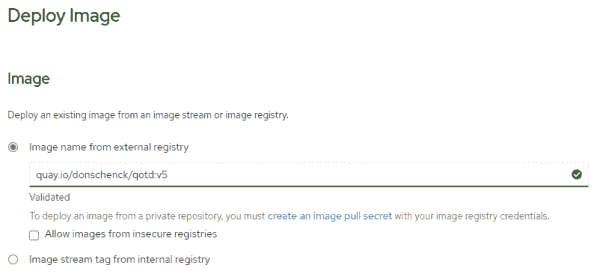 Deploy Image
Image
Deploy an existing image from an image stream or image registry.
Image name from external registry
quay.io/donschenck/qotd:v5
Validated
To deploy an image from a private repository, you must create an image pull secret with your image registry credentials.
Allow images from insecure registries
Image stream tag from internal registry